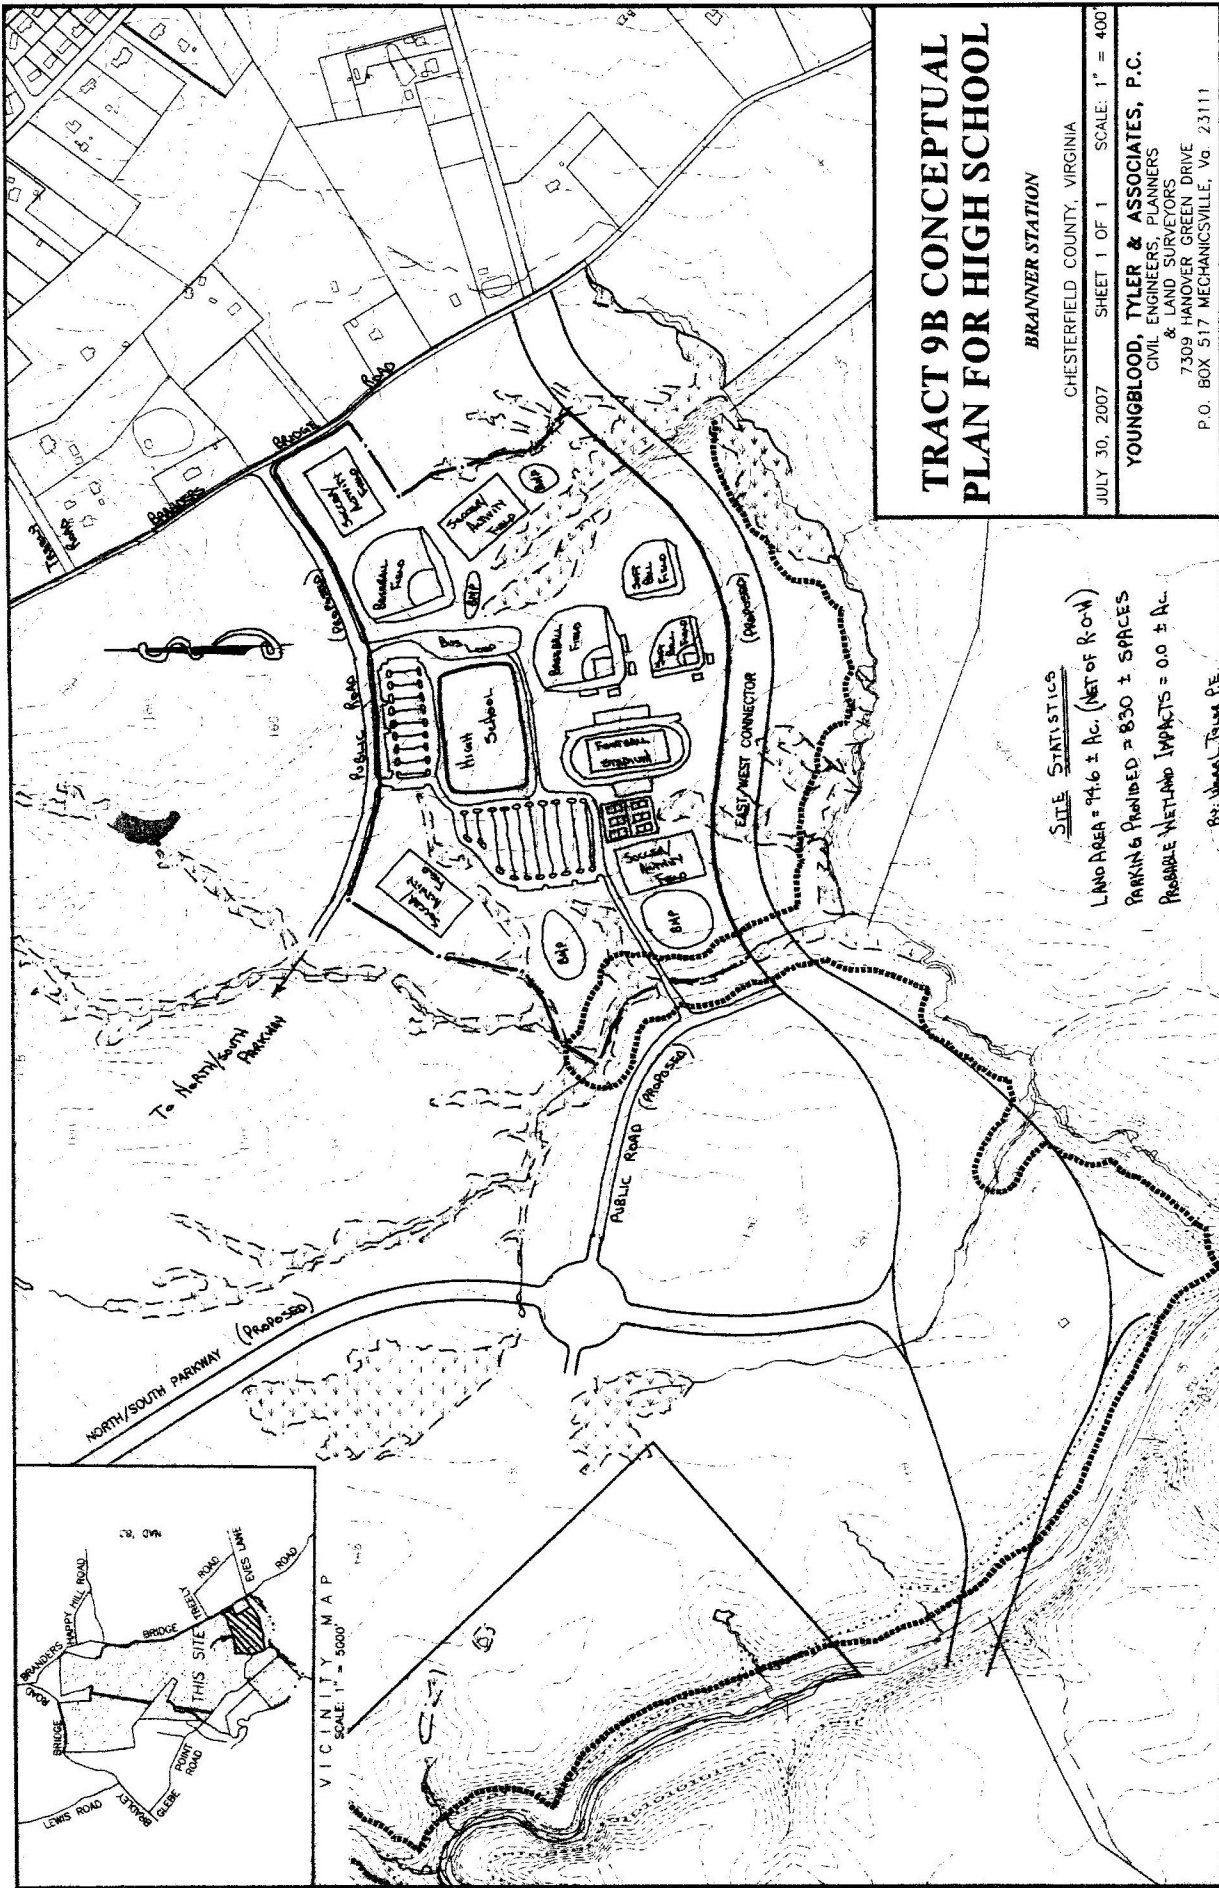 TRACT 9B CONCEPTUAL
PLAN FOR HIGH SCHOOL
BRANNER STATION
CHESTERFIELD COUNTY, VIRGINIA
JULY 30, 2007 SHEET 1 OF 1 SCALE: 1" = 400'
YOUNGBLOOD, TYLER & ASSOCIATES, P.C.
CIVIL ENGINEERS, PLANNERS
& LAND SURVEYORS
7309 HANOVER GREEN DRIVE
P.O. BOX 517 MECHANICSVILLE, Va. 23111
SITE STATISTICS
LAND AREA = 94.6 ± Ac. (NET OF R.O.W)
PARKING PROVIDED = 830 ± SPACES
PROBABLE WETLAND IMPACTS = 0.0 ± Ac.
BRANDERS
BRIDGE
ROAD
PUBLIC ROAD (PROPOSED)
SOCCER/
ACTIVITY
FIELD
BASEBALL
FIELD
SOCCER/
ACTIVITY
FIELD
BMP
BMP
BUS
LOOP
HIGH
SCHOOL
BASEBALL
FIELD
SOFT
BALL
FIELD
SOFT
BALL
FIELD
FOOTBALL
STADIUM
SOCCER/
ACTIVITY
FIELD
BMP
SOCCER/
ACTIVITY
FIELD
BMP
EAST/WEST CONNECTOR (PROPOSED)
TO NORTH/SOUTH
PARKWAY
PUBLIC ROAD (PROPOSED)
NORTH/SOUTH PARKWAY (PROPOSED)
VICINITY MAP
SCALE: 1" = 5000'
NAD '83
LEWIS ROAD
BRIDGE
ROAD
BRANDERS
HAPPY HILL ROAD
BRIDGE
TREELY
ROAD
EVES LANE
ROAD
THIS SITE
POINT
ROAD
BRADLEY
GLEBE